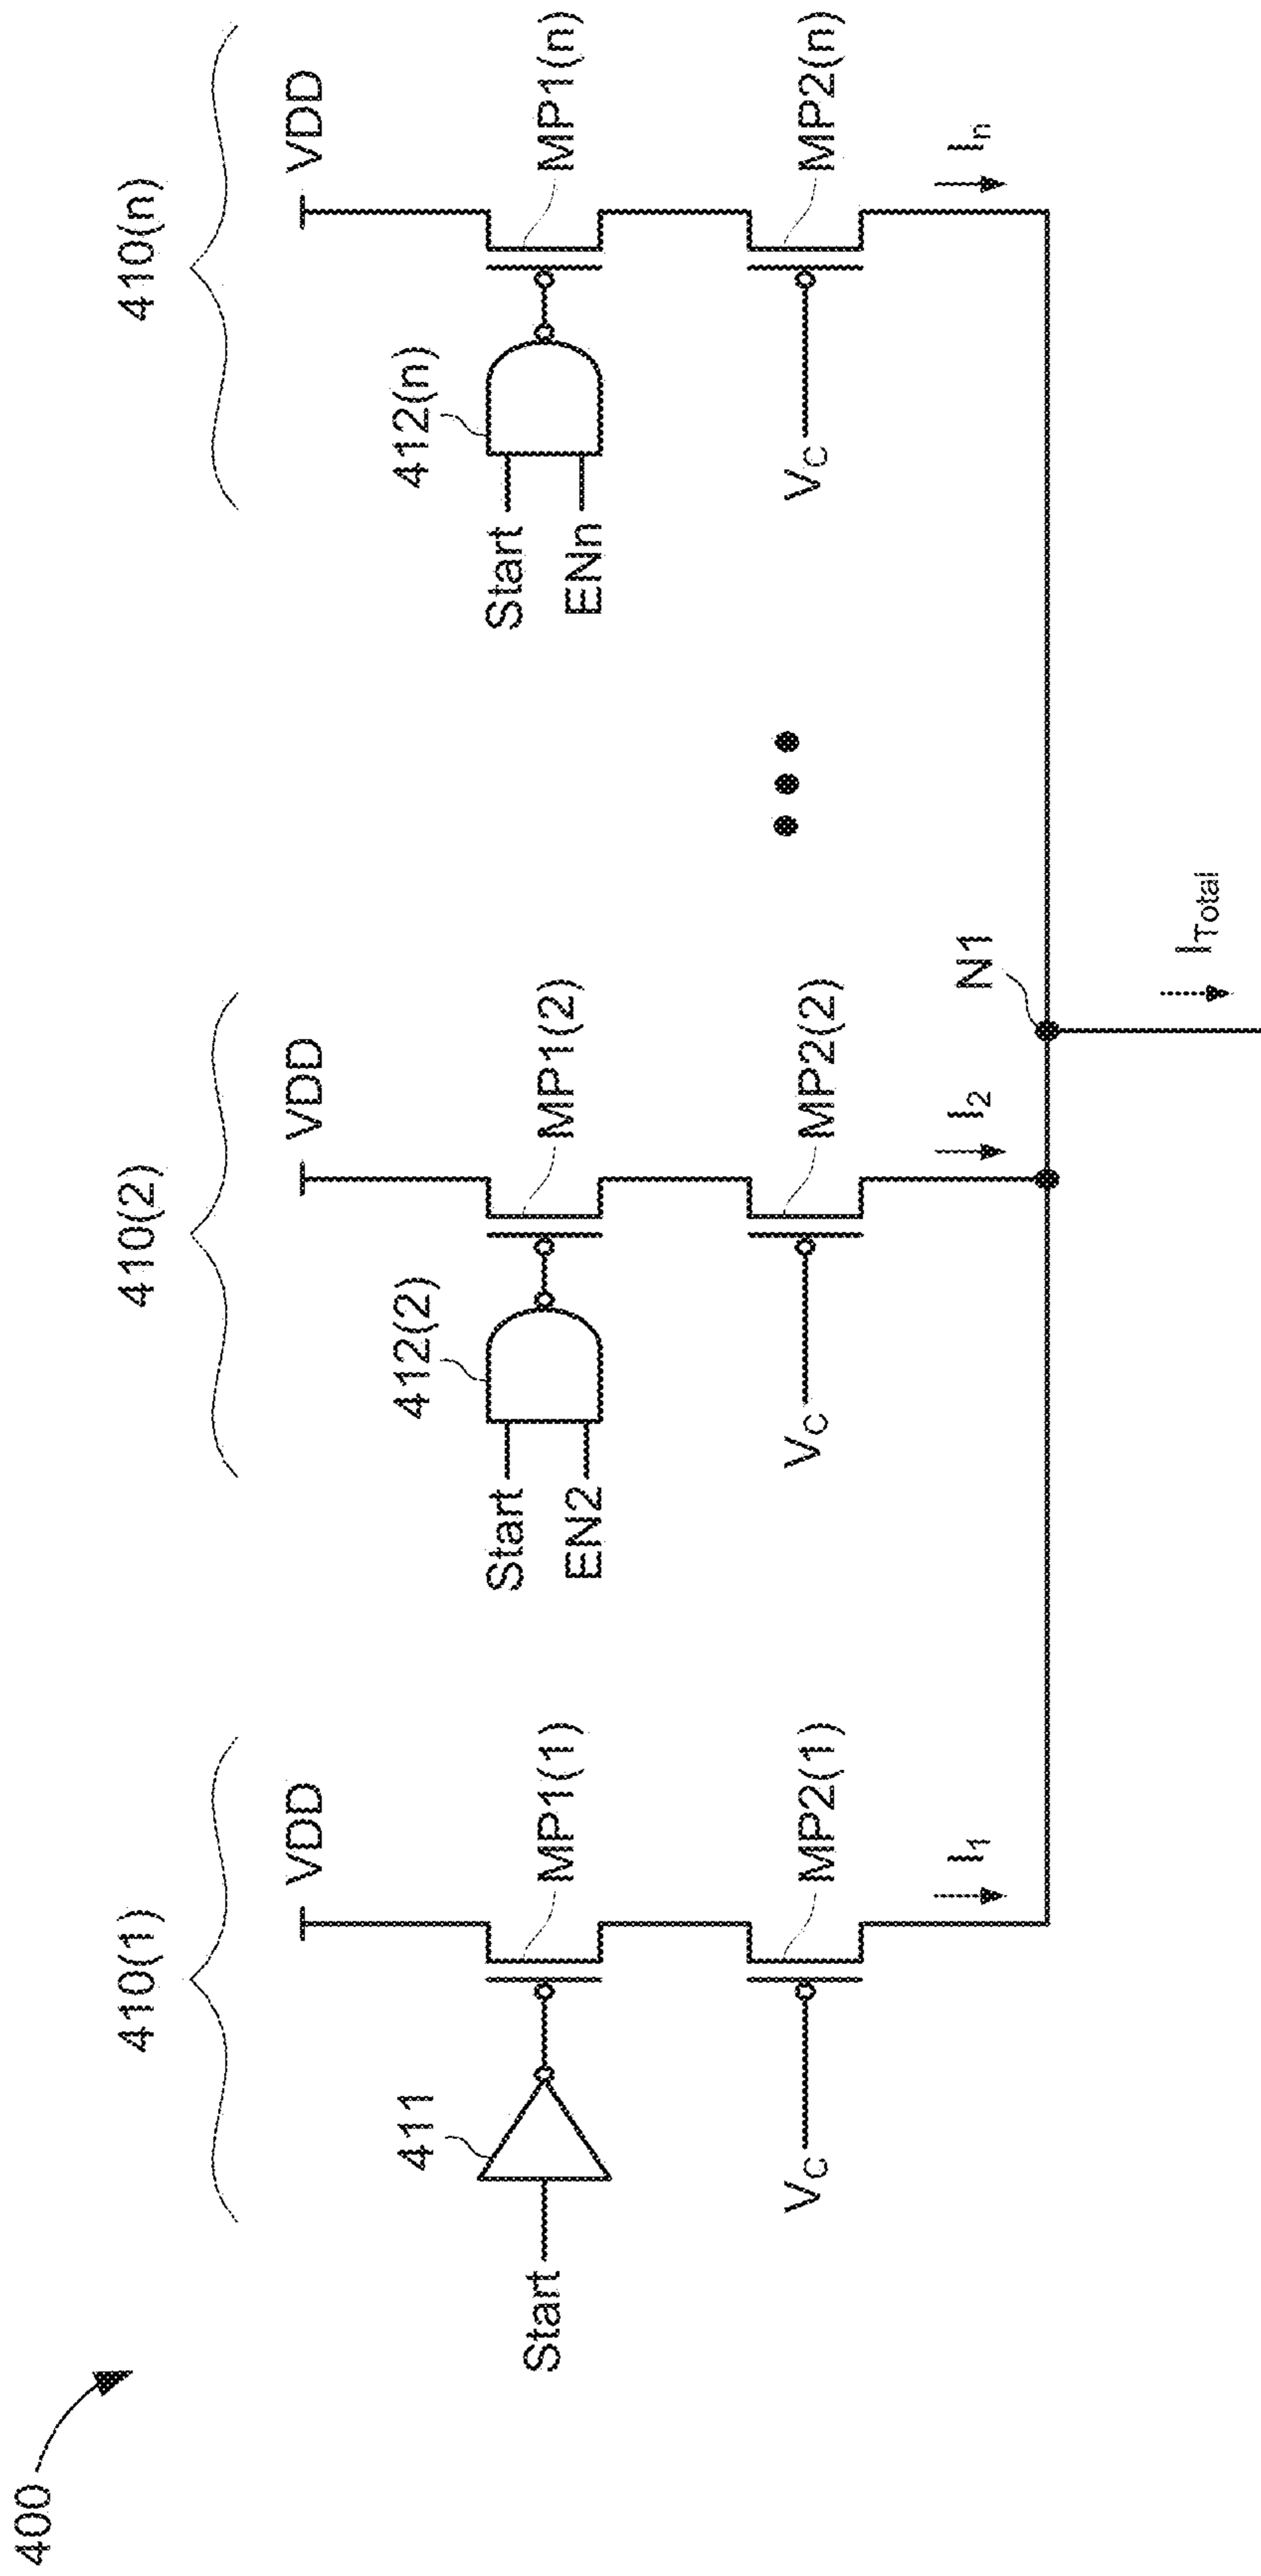 400
410(1)
410(2)
410(n)
VDD
VDD
VDD
411
412(2)
412(n)
Start
Start
EN2
Start
ENn
MP1(1)
MP1(2)
MP1(n)
VC
VC
VC
MP2(1)
MP2(2)
MP2(n)
I1
I2
In
N1
ITotal